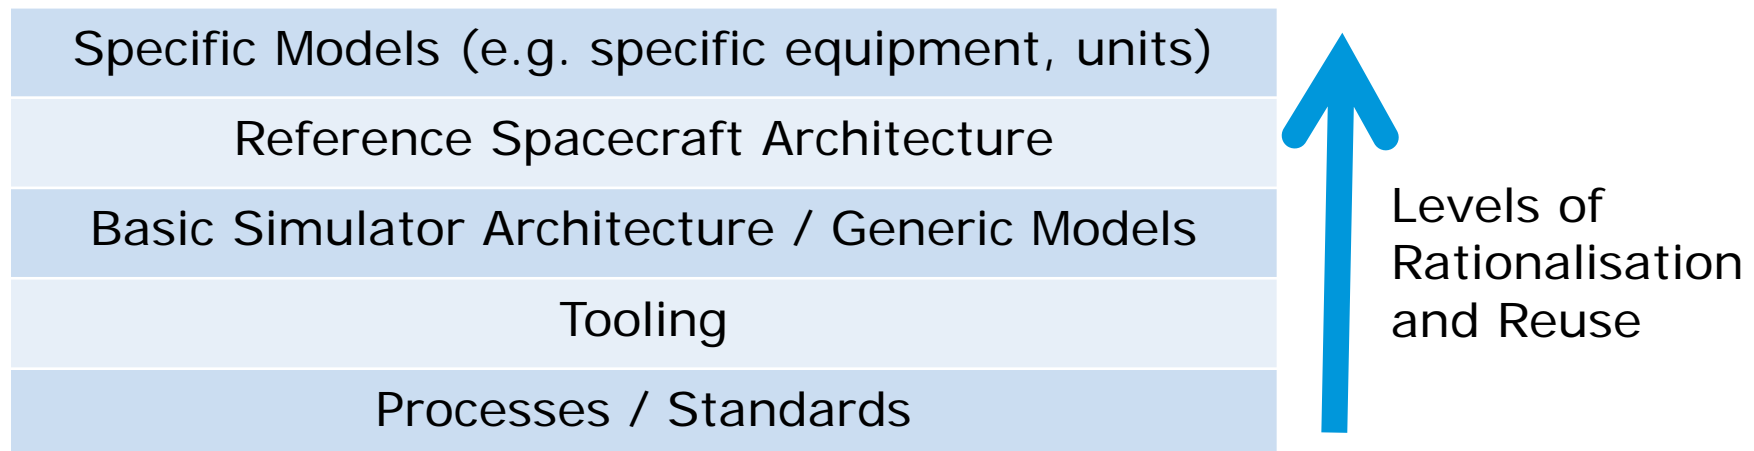 Specific Models (e.g. specific equipment, units)
Reference Spacecraft Architecture
Basic Simulator Architecture / Generic Models
Tooling
Processes / Standards
Levels of
Rationalisation
and Reuse